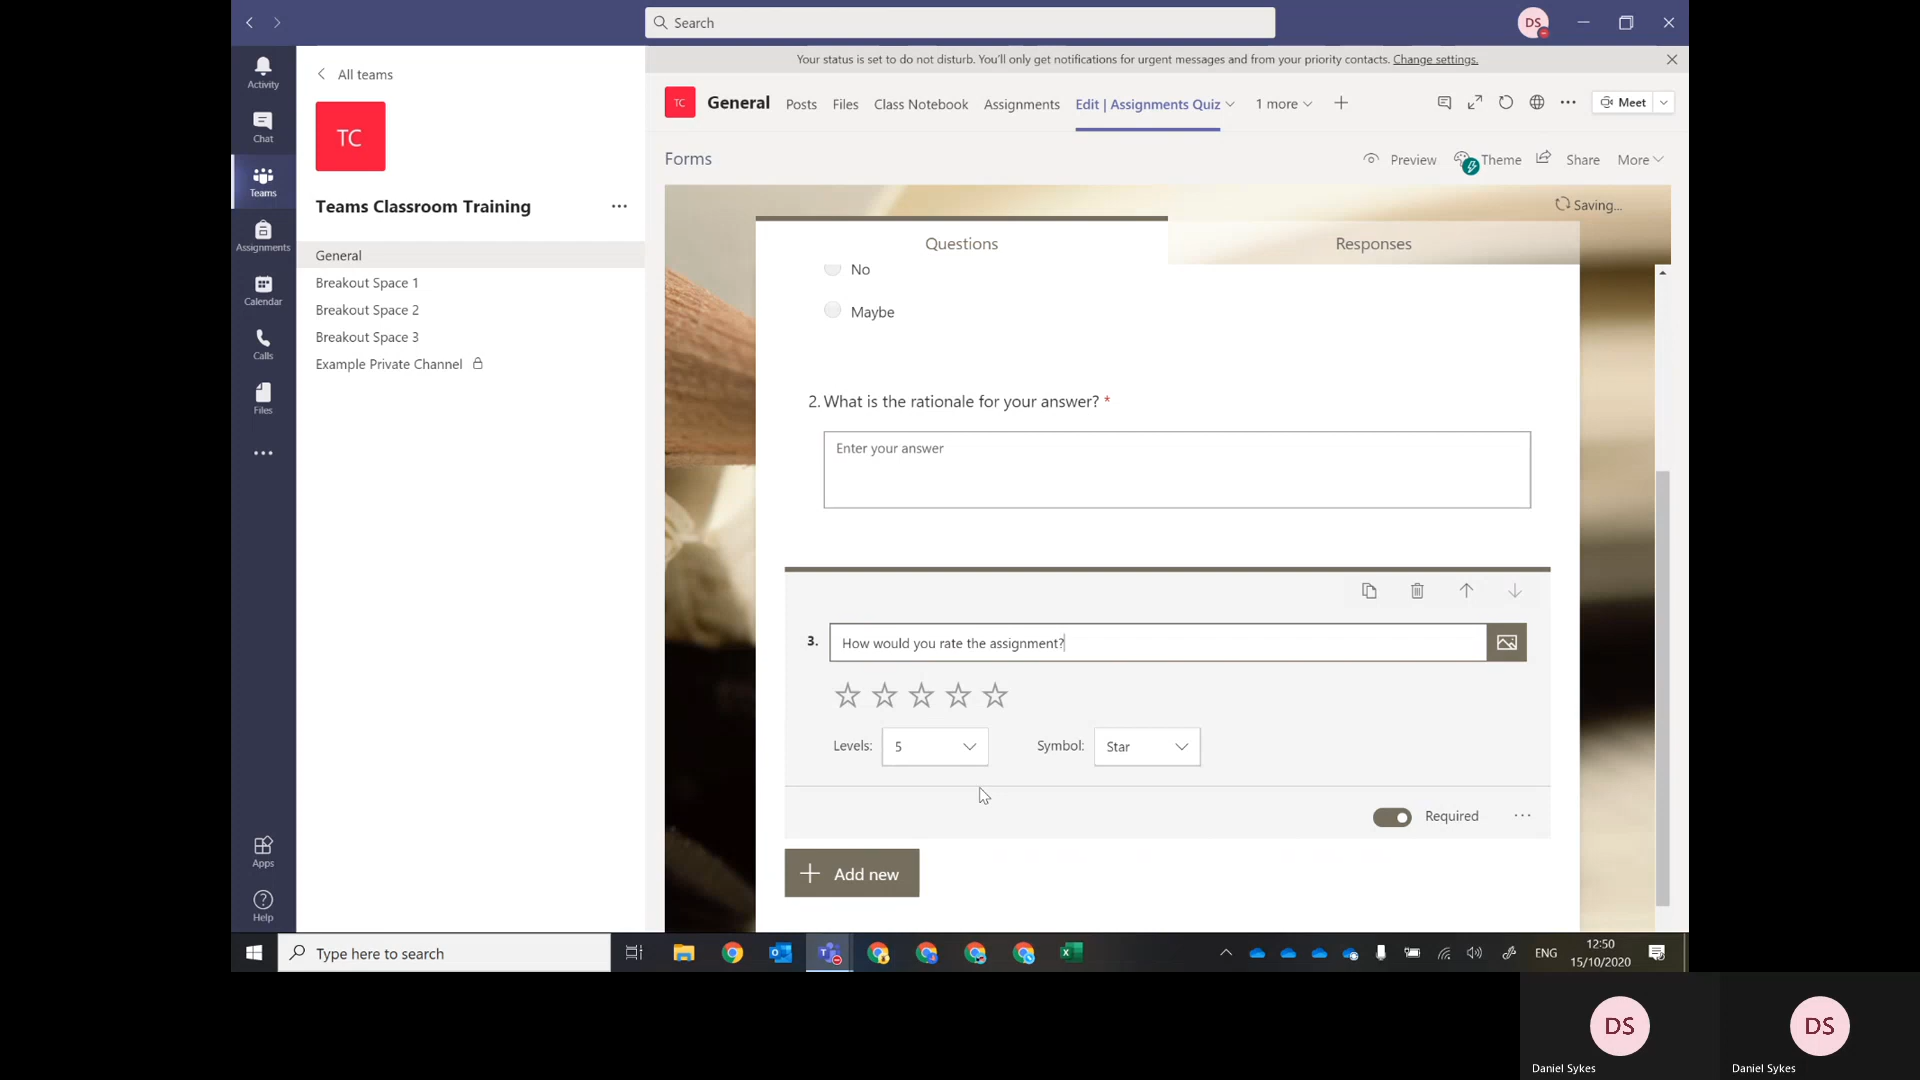 Search
DS
Activity
Chat
Teams
Assignments
Calendar
Calls
Files
Apps
Help
All teams
TC
Teams Classroom Training
General
Breakout Space 1
Breakout Space 2
Breakout Space 3
Example Private Channel
Your status is set to do not disturb. You'll only get notifications for urgent messages and from your priority contacts. Change settings.
TC General Posts Files Class Notebook Assignments Edit | Assignments Quiz 1 more Meet
Forms Preview Theme Share More
Saving...
Questions Responses
No
Maybe
2. What is the rationale for your answer? *
Enter your answer
3. How would you rate the assignment?
Levels: 5 Symbol: Star
Required
Add new
Type here to search
ENG
12:50
15/10/2020
DS DS
Daniel Sykes Daniel Sykes